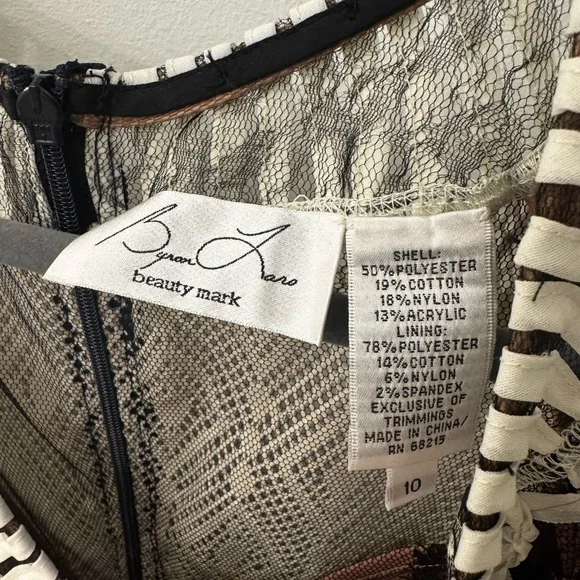 Byron Lars
beauty mark
SHELL:
50%POLYESTER
19%COTTON
18%NYLON
13%ACRYLIC
LINING:
78%POLYESTER
14%COTTON
6%NYLON
2%SPANDEX
EXCLUSIVE OF
TRIMMINGS
MADE IN CHINA/
RN 68215
10